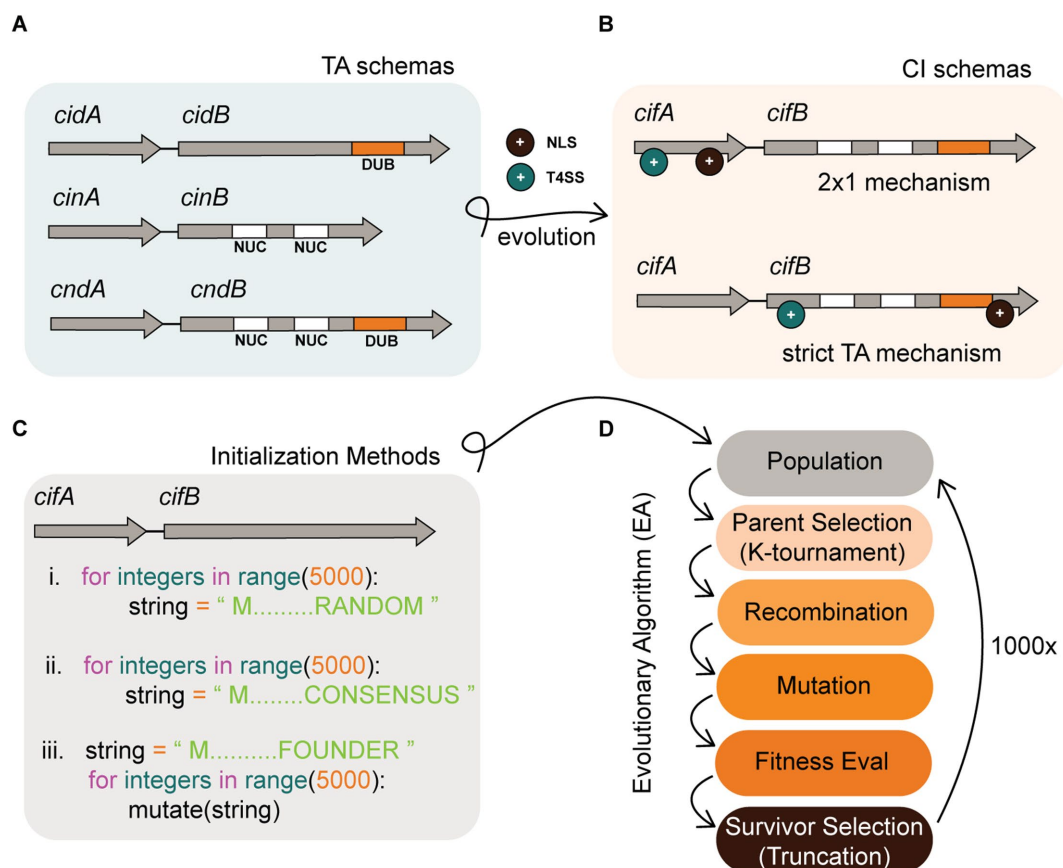 A
TA schemas
cidA cidB
DUB
cinA cinB
NUC NUC
cndA cndB
NUC NUC DUB
+ NLS
+ T4SS
evolution
B
CI schemas
cifA cifB
+ +
2x1 mechanism
cifA cifB
+ +
strict TA mechanism
C
Initialization Methods
cifA cifB
i. for integers in range(5000):
string = “ M.........RANDOM ”
ii. for integers in range(5000):
string = “ M........CONSENSUS ”
iii. string = “ M..........FOUNDER ”
for integers in range(5000):
mutate(string)
D
Evolutionary Algorithm (EA)
Population
Parent Selection
(K-tournament)
Recombination
Mutation
Fitness Eval
Survivor Selection
(Truncation)
1000x